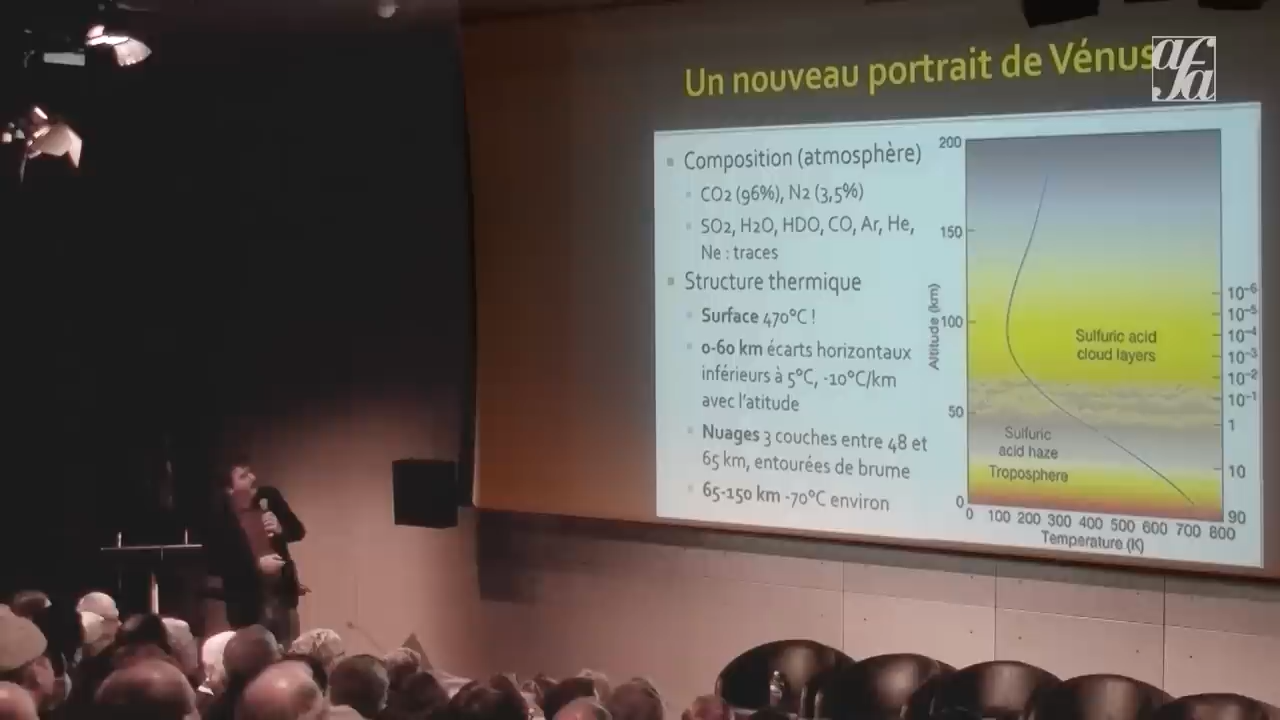 Un nouveau portrait de Vénus
afa
Composition (atmosphère)
CO2 (96%), N2 (3,5%)
SO2, H2O, HDO, CO, Ar, He,
Ne : traces
Structure thermique
Surface 470°C !
0-60 km écarts horizontaux
inférieurs à 5°C, -10°C/km
avec l'atitude
Nuages 3 couches entre 48 et
65 km, entourées de brume
65-150 km -70°C environ
200
150
100
50
0
Altitude (km)
Sulfuric acid
cloud layers
Sulfuric
acid haze
Troposphere
10-6
10-5
10-4
10-3
10-2
10-1
1
10
90
0 100 200 300 400 500 600 700 800
Temperature (K)